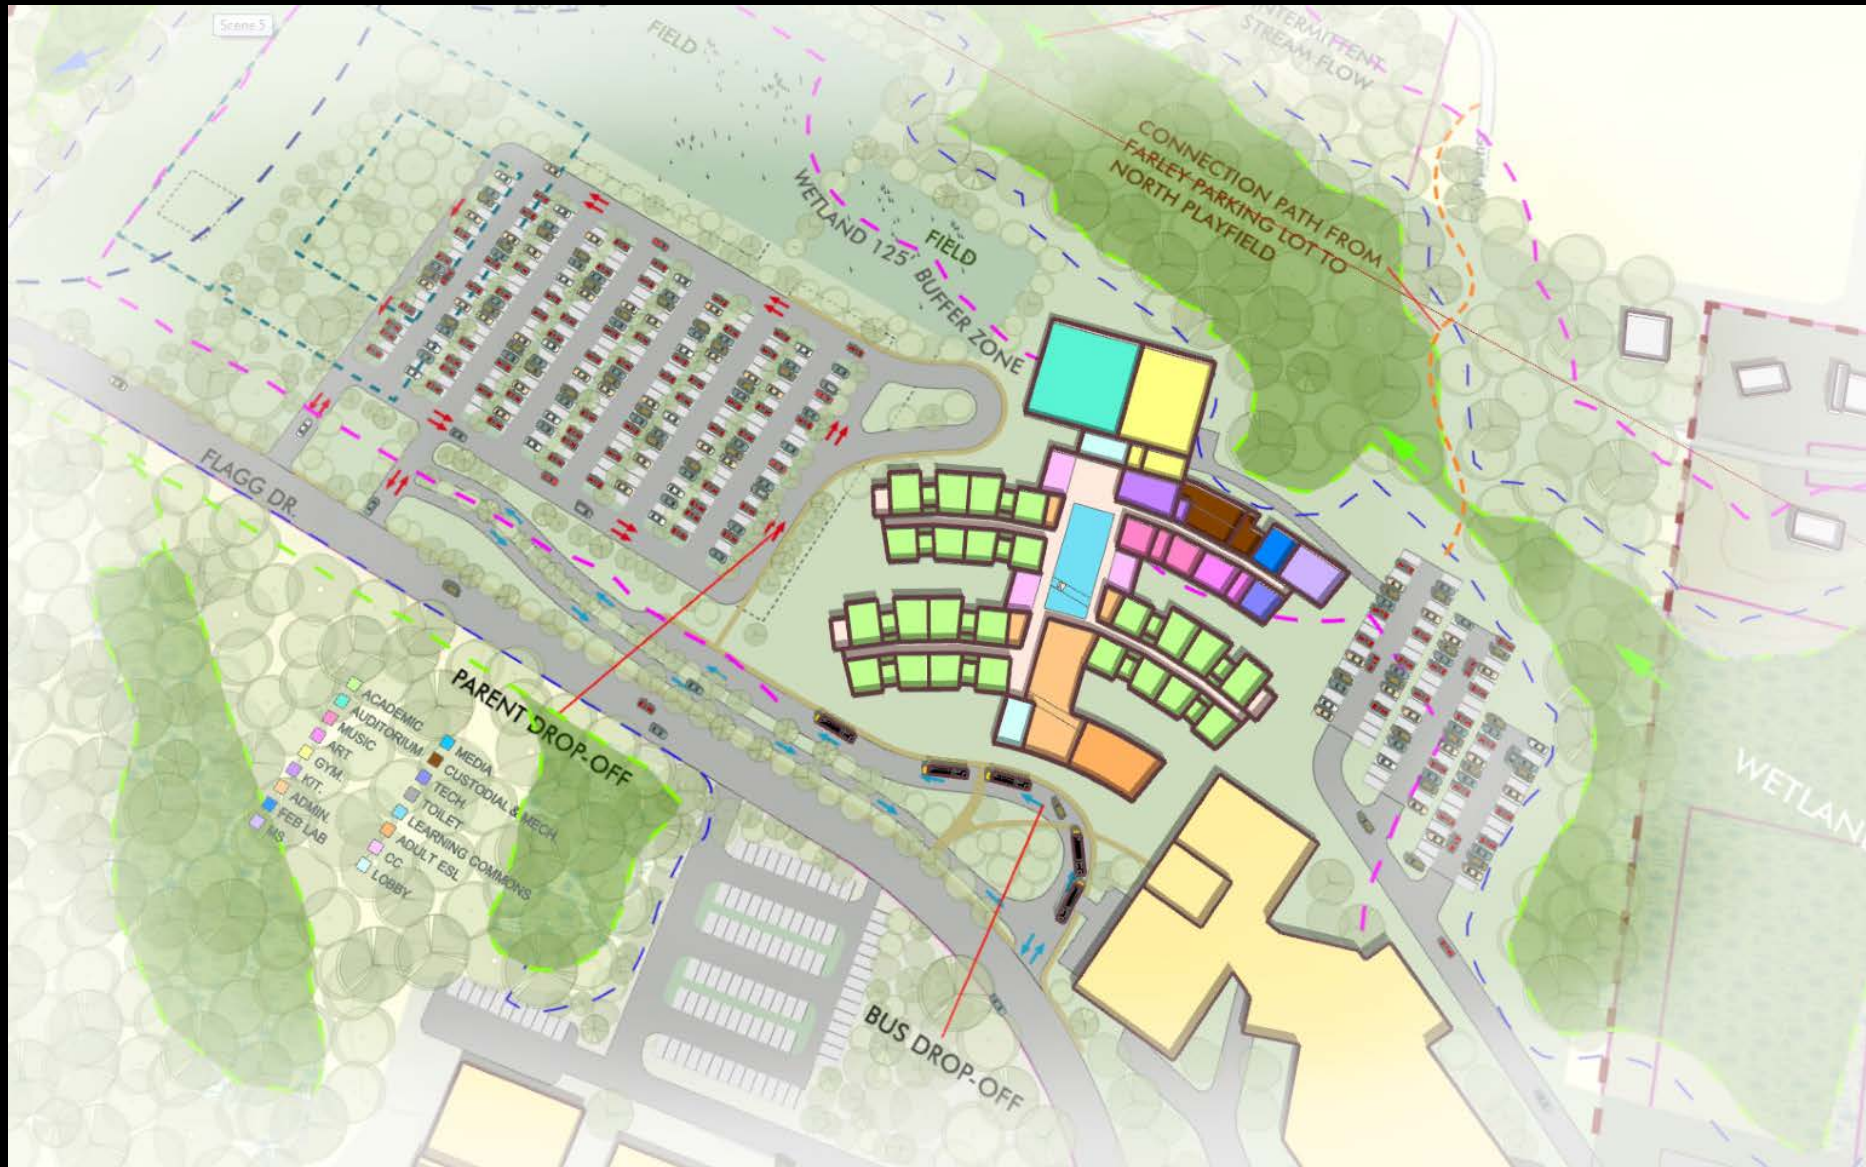 Scene 5
FIELD
INTERMITTENT
STREAM FLOW
CONNECTION PATH FROM
FARLEY PARKING LOT TO
NORTH PLAYFIELD
WETLAND 125' BUFFER ZONE
FIELD
FLAGG DR.
PARENT DROP-OFF
ACADEMIC
AUDITORIUM
MUSIC
ART
GYM.
KIT.
ADMIN.
FEB LAB
MS
MEDIA
CUSTODIAL & MECH.
TECH.
TOILET
LEARNING COMMONS
ADULT ESL
CC
LOBBY
BUS DROP-OFF
WETLAN